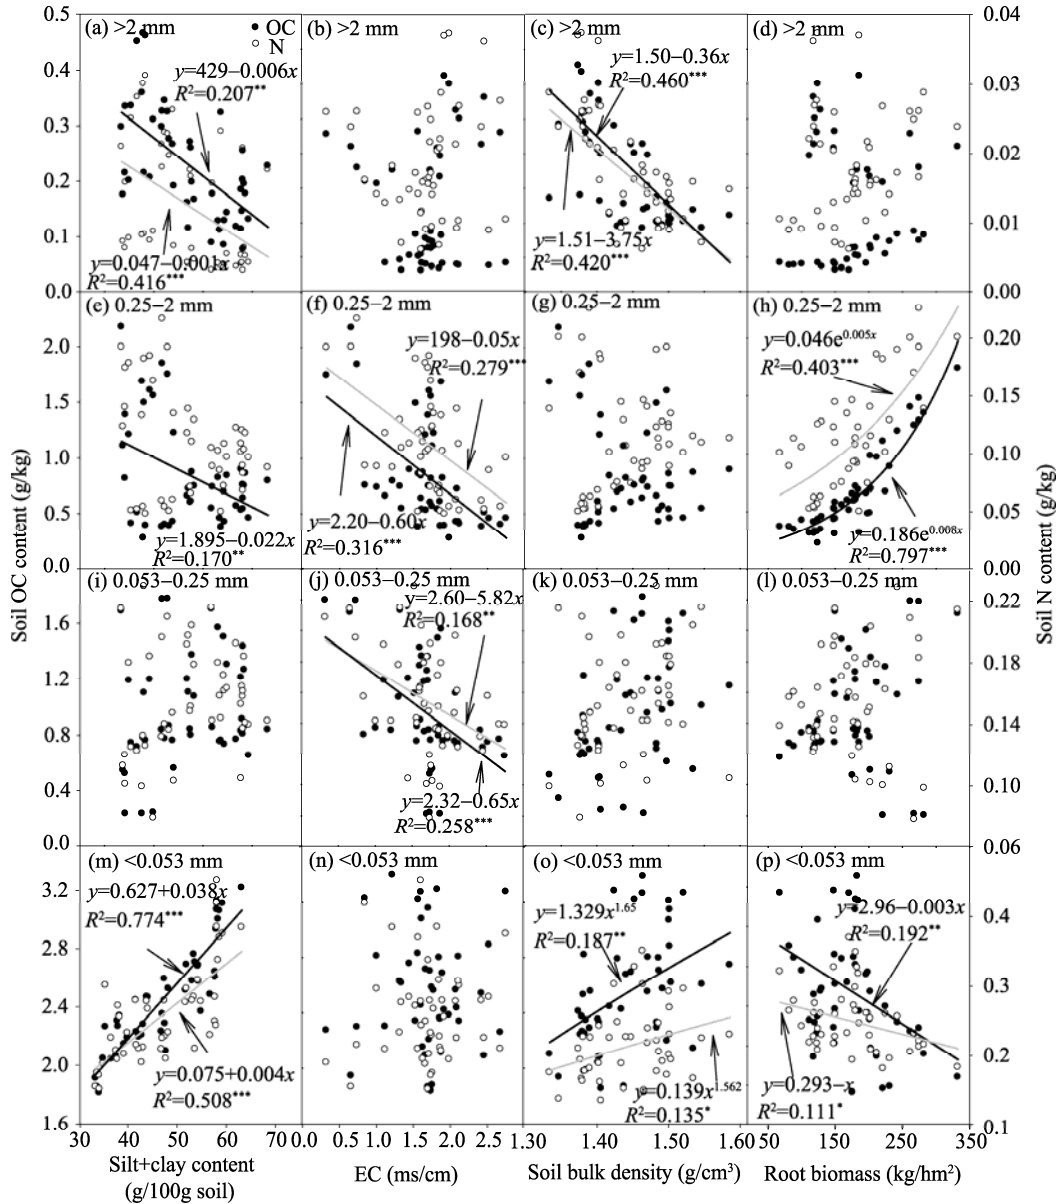 Soil OC content (g/kg)
Soil N content (g/kg)
0.5
0.4
0.3
0.2
0.1
0.0
(a) >2 mm
OC
N
y=429−0.006x
R²=0.207**
y=0.047−0.001x
R²=0.416***
(b) >2 mm
(c) >2 mm
y=1.50−0.36x
R²=0.460***
y=1.51−3.75x
R²=0.420***
(d) >2 mm
0.04
0.03
0.02
0.01
0.00
2.0
1.5
1.0
0.5
0.0
(e) 0.25−2 mm
y=1.895−0.022x
R²=0.170**
(f) 0.25−2 mm
y=198−0.05x
R²=0.279***
y=2.20−0.60x
R²=0.316***
(g) 0.25−2 mm
(h) 0.25−2 mm
y=0.046e^0.005x
R²=0.403***
y=0.186e^0.008x
R²=0.797***
0.20
0.15
0.10
0.05
0.00
1.6
1.2
0.8
0.4
0.0
(i) 0.053−0.25 mm
(j) 0.053−0.25 mm
y=2.60−5.82x
R²=0.168**
y=2.32−0.65x
R²=0.258***
(k) 0.053−0.25 mm
(l) 0.053−0.25 mm
0.22
0.18
0.14
0.10
0.06
3.2
2.8
2.4
2.0
1.6
(m) <0.053 mm
y=0.627+0.038x
R²=0.774***
y=0.075+0.004x
R²=0.508***
(n) <0.053 mm
(o) <0.053 mm
y=1.329x^1.65
R²=0.187**
y=0.139x^1.562
R²=0.135*
(p) <0.053 mm
y=2.96−0.003x
R²=0.192**
y=0.293−x
R²=0.111*
0.4
0.3
0.2
0.1
30 40 50 60 70
0.0 0.5 1.0 1.5 2.0 2.5
1.30 1.40 1.50 1.60
50 150 250 350
Silt+clay content
(g/100g soil)
EC (ms/cm)
Soil bulk density (g/cm³)
Root biomass (kg/hm²)